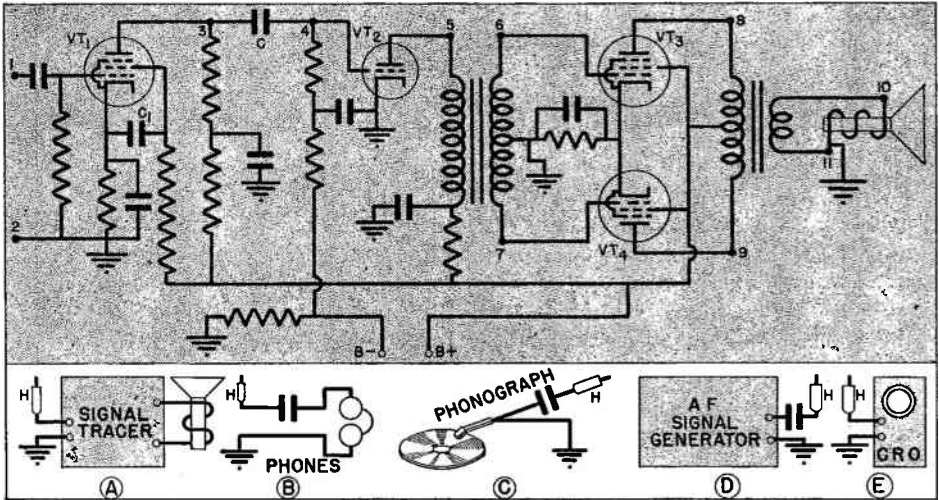 VT1
3
C
4
VT2
5
6
VT3
8
1
C1
10
11
2
7
VT4
9
B-
B+
H
SIGNAL
TRACER
A
H
PHONES
B
PHONOGRAPH
H
C
A F
SIGNAL
GENERATOR
H
D
H
CRO
E